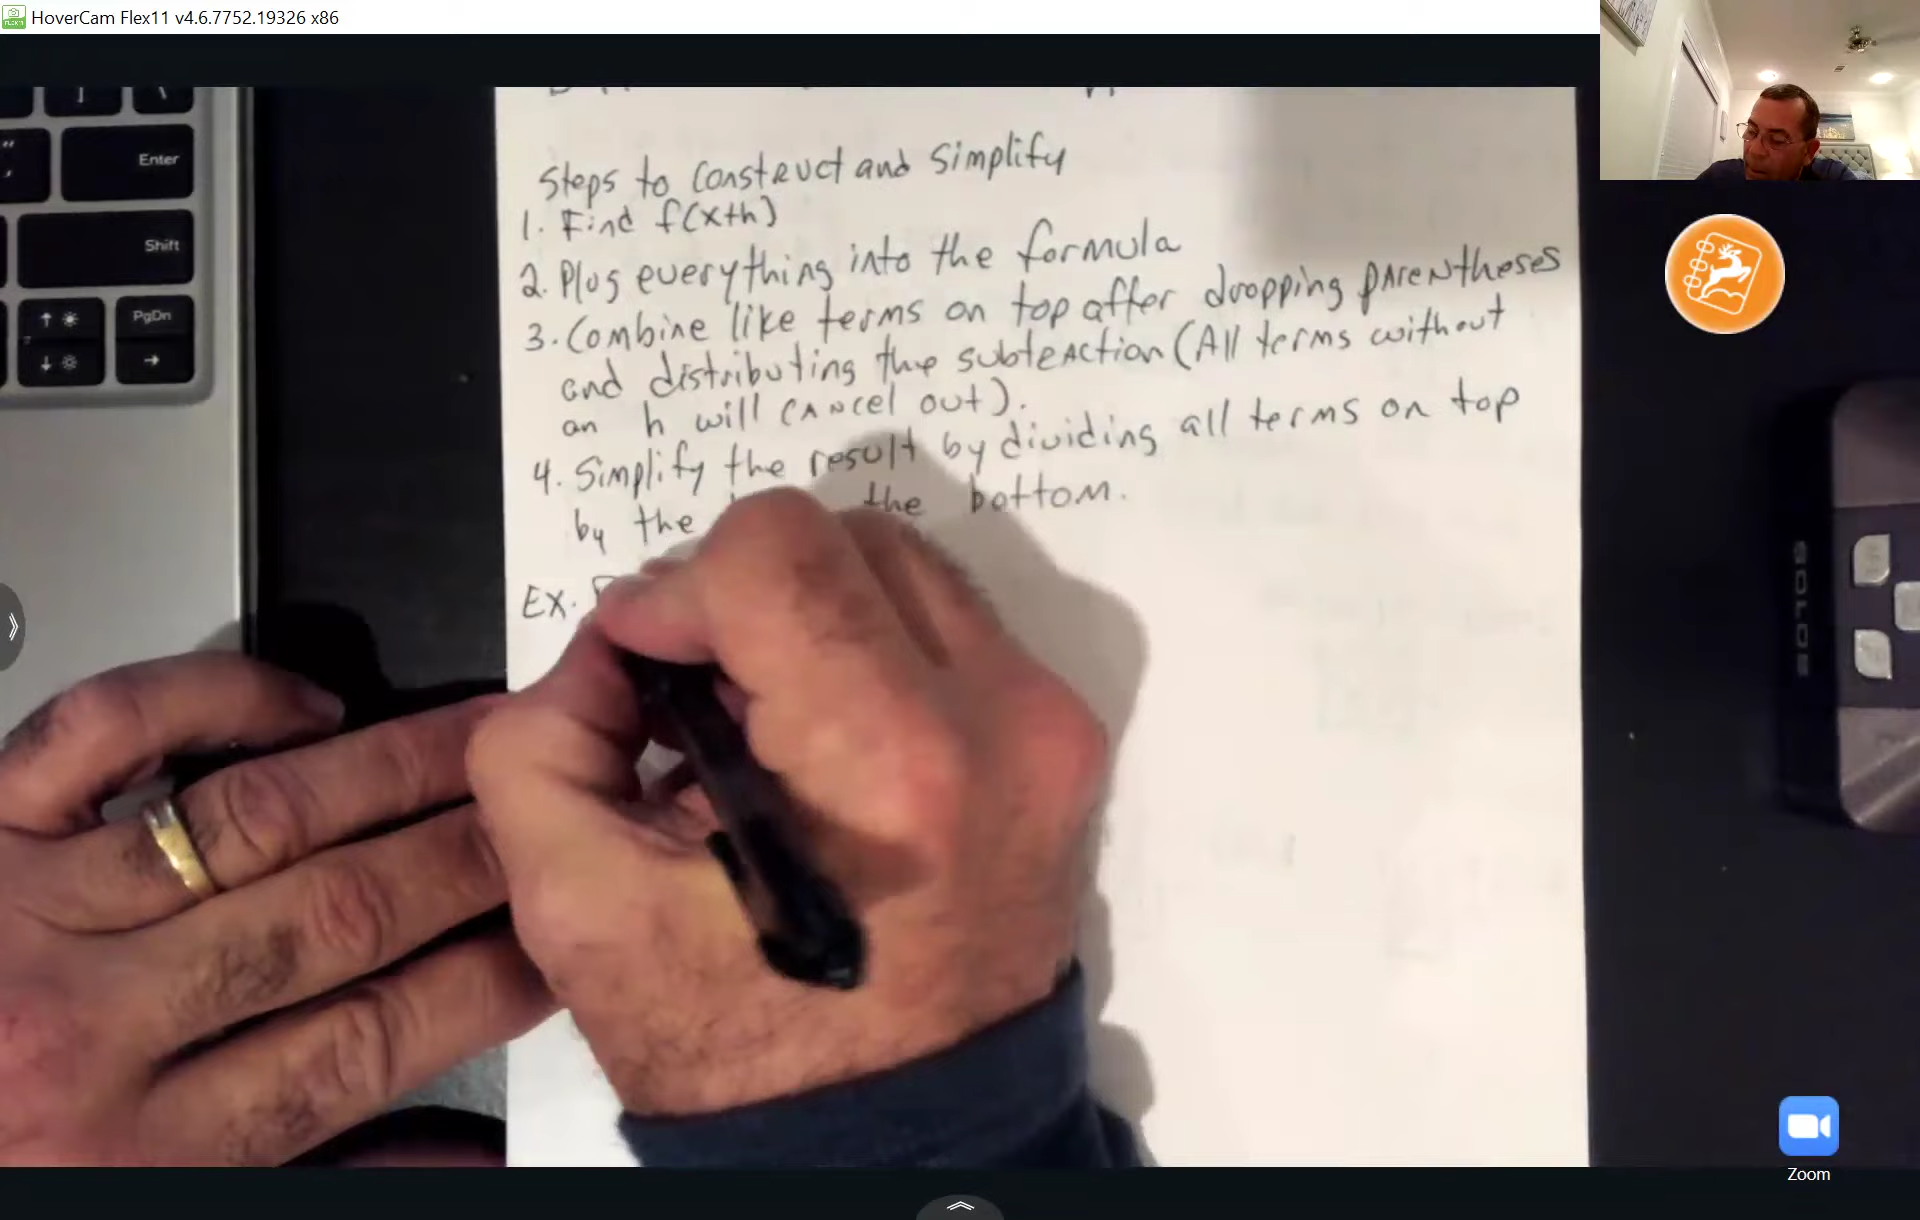 HoverCam Flex11 v4.6.7752.19326 x86
Enter
Shift
PgDn
Steps to construct and simplify
1. Find f(x+h)
2. Plug everything into the formula
3. Combine like terms on top after dropping parentheses
and distributing the subtraction (All terms without
an h will cancel out).
4. Simplify the result by dividing all terms on top
by the the bottom.
Ex.
SOLDS
Zoom